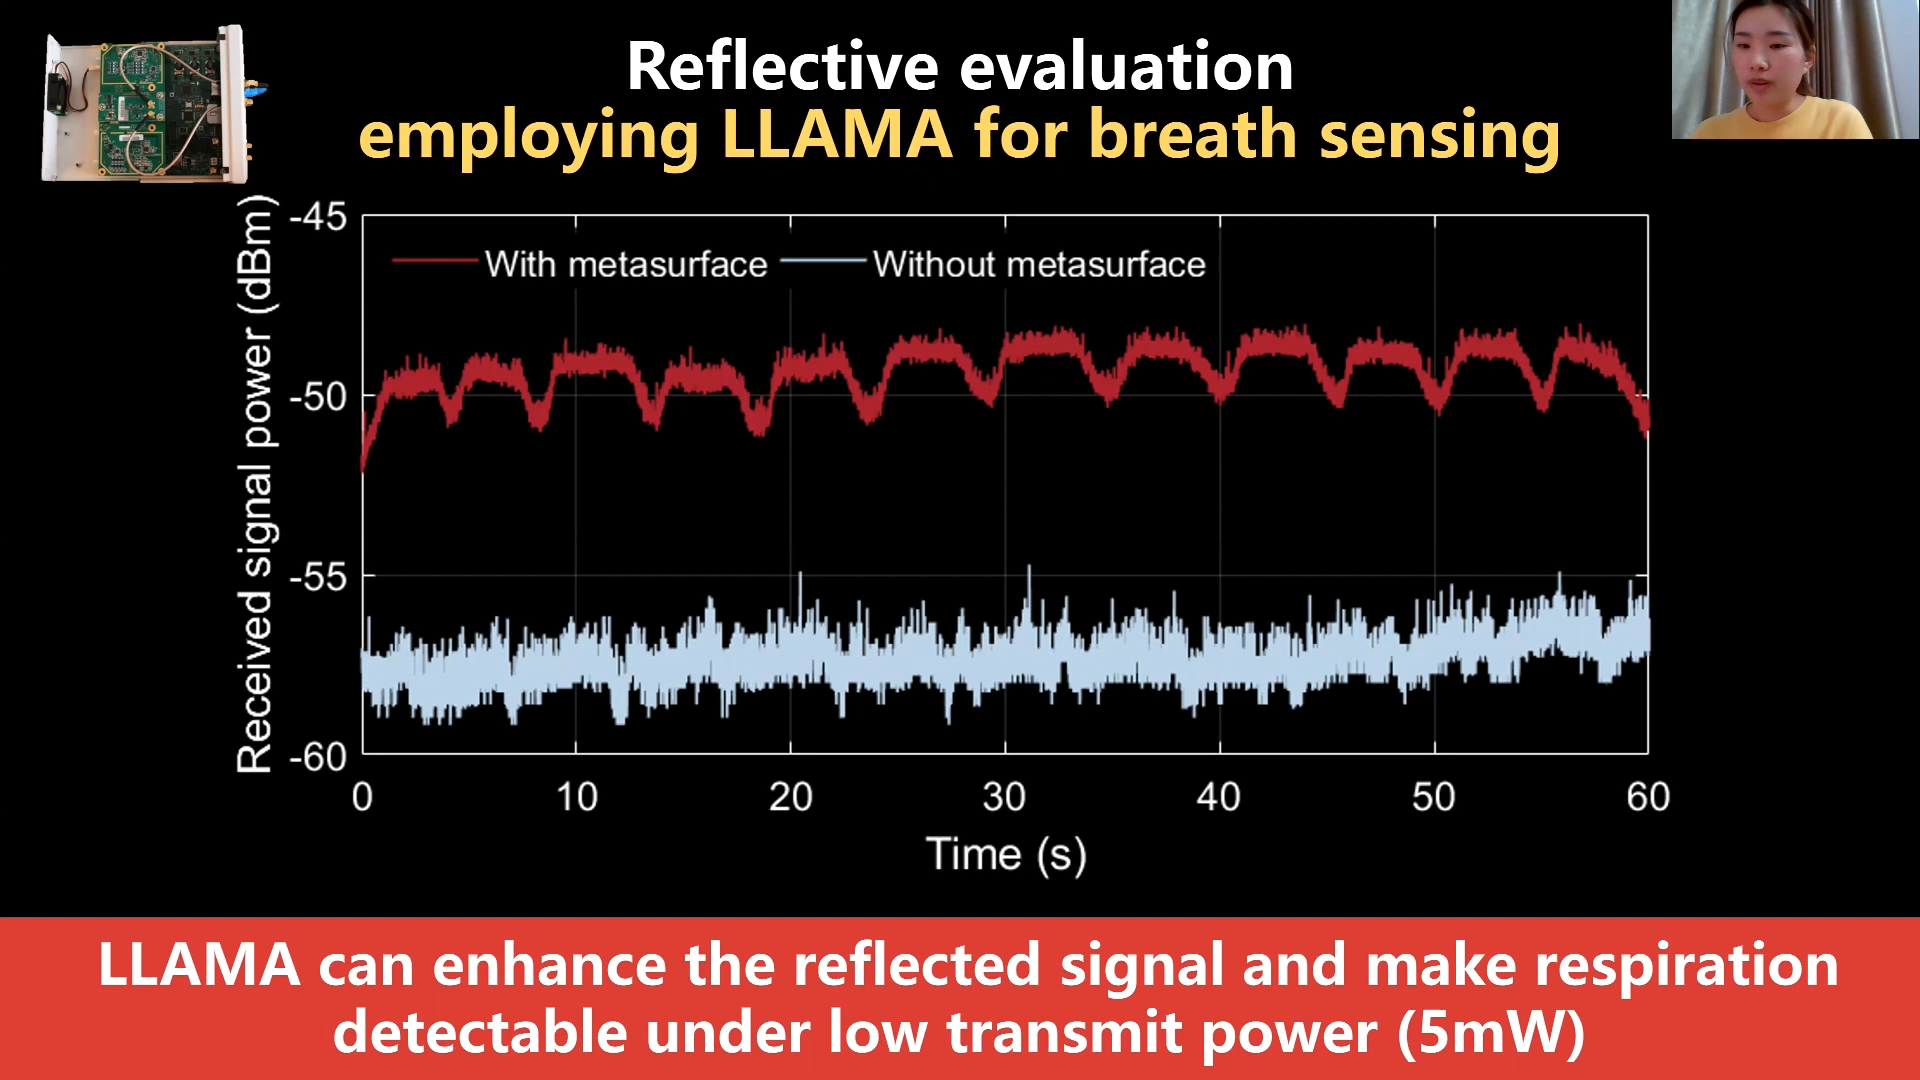 Reflective evaluation
employing LLAMA for breath sensing
With metasurface
Without metasurface
Received signal power (dBm)
-45
-50
-55
-60
0
10
20
30
40
50
60
Time (s)
LLAMA can enhance the reflected signal and make respiration
detectable under low transmit power (5mW)